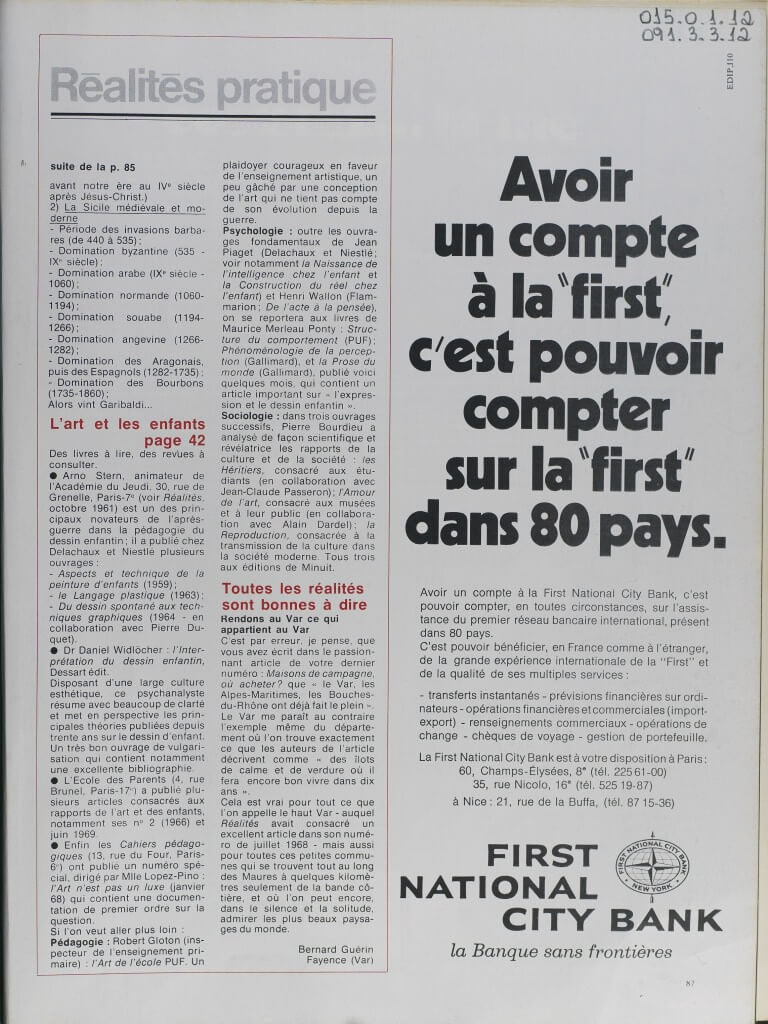 015.0.1.12
091.3.3.12
EDIP.110
Réalités pratique
suite de la p. 85
avant notre ère au IVe siècle
après Jésus-Christ.)
2) La Sicile médiévale et mo-
derne
- Période des invasions barba-
res (de 440 à 535);
- Domination byzantine (535 -
IXe siècle);
- Domination arabe (IXe siècle -
1060);
- Domination normande (1060-
1194);
- Domination souabe (1194-
1266);
- Domination angevine (1266-
1282);
- Domination des Aragonais,
puis des Espagnols (1282-1735);
- Domination des Bourbons
(1735-1860);
Alors vint Garibaldi...
L'art et les enfants
page 42
Des livres à lire, des revues à
consulter.
● Arno Stern, animateur de
l'Académie du Jeudi. 30, rue de
Grenelle, Paris-7e (voir Réalités,
octobre 1961) est un des prin-
cipaux novateurs de l'après-
guerre dans la pédagogie du
dessin enfantin; il a publié chez
Delachaux et Niestlé plusieurs
ouvrages :
- Aspects et technique de la
peinture d'enfants (1959);
- le Langage plastique (1963);
- Du dessin spontané aux tech-
niques graphiques (1964 - en
collaboration avec Pierre Du-
quet).
● Dr Daniel Widlöcher : l'Inter-
prétation du dessin enfantin,
Dessart édit.
Disposant d'une large culture
esthétique, ce psychanalyste
résume avec beaucoup de clarté
et met en perspective les prin-
cipales théories publiées depuis
trente ans sur le dessin d'enfant.
Un très bon ouvrage de vulgari-
sation qui contient notamment
une excellente bibliographie.
● L'Ecole des Parents (4, rue
Brunel, Paris-17e) a publié plu-
sieurs articles consacrés aux
rapports de l'art et des enfants,
notamment ses no 2 (1966) et
juin 1969.
● Enfin les Cahiers pédago-
giques (13, rue du Four, Paris-
6e) ont publié un numéro spé-
cial, dirigé par Mlle Lopez-Pino :
l'Art n'est pas un luxe (janvier
68) qui contient une documen-
tation de premier ordre sur la
question.
Si l'on veut aller plus loin :
Pédagogie : Robert Gloton (ins-
pecteur de l'enseignement pri-
maire) : l'Art de l'école PUF. Un
plaidoyer courageux en faveur
de l'enseignement artistique, un
peu gâché par une conception
de l'art qui ne tient pas compte
de son évolution depuis la
guerre.
Psychologie : outre les ouvra-
ges fondamentaux de Jean
Piaget (Delachaux et Niestlé;
voir notamment la Naissance de
l'intelligence chez l'enfant et
la Construction du réel chez
l'enfant) et Henri Wallon (Flam-
marion; De l'acte à la pensée),
on se reportera aux livres de
Maurice Merleau Ponty : Struc-
ture du comportement (PUF);
Phénoménologie de la percep-
tion (Gallimard), et la Prose du
monde (Gallimard), publié voici
quelques mois, qui contient un
article important sur « l'expres-
sion et le dessin enfantin ».
Sociologie : dans trois ouvrages
successifs, Pierre Bourdieu a
analysé de façon scientifique et
révélatrice les rapports de la
culture et de la société : les
Héritiers, consacré aux étu-
diants (en collaboration avec
Jean-Claude Passeron); l'Amour
de l'art, consacré aux musées
et à leur public (en collabora-
tion avec Alain Dardel); la
Reproduction, consacrée à la
transmission de la culture dans
la société moderne. Tous trois
aux éditions de Minuit.
Toutes les réalités
sont bonnes à dire
Rendons au Var ce qui
appartient au Var
C'est par erreur, je pense, que
vous avez écrit dans le passion-
nant article de votre dernier
numéro : Maisons de campagne,
où acheter? que « le Var, les
Alpes-Maritimes, les Bouches-
du-Rhône ont déjà fait le plein ».
Le Var me paraît au contraire
l'exemple même du départe-
ment où l'on trouve exactement
ce que les auteurs de l'article
décrivent comme « des îlots
de calme et de verdure où il
fera encore bon vivre dans dix
ans ».
Cela est vrai pour tout ce que
l'on appelle le haut Var - auquel
Réalités avait consacré un
excellent article dans son numé-
ro de juillet 1968 - mais aussi
pour toutes ces petites commu-
nes qui se trouvent tout au long
des Maures à quelques kilomè-
tres seulement de la bande cô-
tière, et où l'on peut encore,
dans le silence et la solitude,
admirer les plus beaux paysa-
ges du monde.
Bernard Guérin
Fayence (Var)
Avoir
un compte
à la "first",
c'est pouvoir
compter
sur la "first"
dans 80 pays.
Avoir un compte à la First National City Bank, c'est
pouvoir compter, en toutes circonstances, sur l'assis-
tance du premier réseau bancaire international, présent
dans 80 pays.
C'est pouvoir bénéficier, en France comme à l'étranger,
de la grande expérience internationale de la "First" et
de la qualité de ses multiples services :
- transferts instantanés - prévisions financières sur ordi-
nateurs - opérations financières et commerciales (import-
export) - renseignements commerciaux - opérations de
change - chèques de voyage - gestion de portefeuille.
La First National City Bank est à votre disposition à Paris :
60, Champs-Élysées, 8e (tél. 225 61-00)
35, rue Nicolo, 16e (tél. 525 19-87)
à Nice : 21, rue de la Buffa, (tél. 87 15-36)
FIRST
NATIONAL
CITY BANK
FIRST NATIONAL CITY BANK
NEW YORK
la Banque sans frontières
87